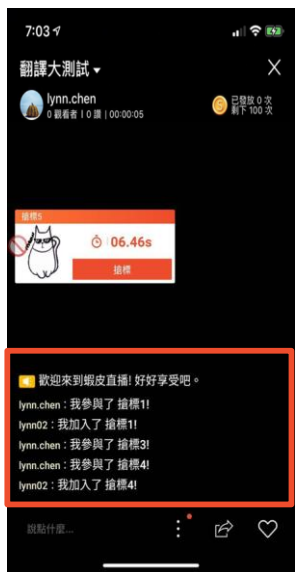 7:03
翻譯大測試
lynn.chen
0 觀看者 | 0 讚 | 00:00:05
已發放 0 次
剩下 100 次
搶標5
06.46s
搶標
歡迎來到蝦皮直播! 好好享受吧。
lynn.chen：我參與了 搶標1!
lynn02：我加入了 搶標1!
lynn.chen：我參與了 搶標3!
lynn.chen：我參與了 搶標4!
lynn02：我加入了 搶標4!
說點什麼...